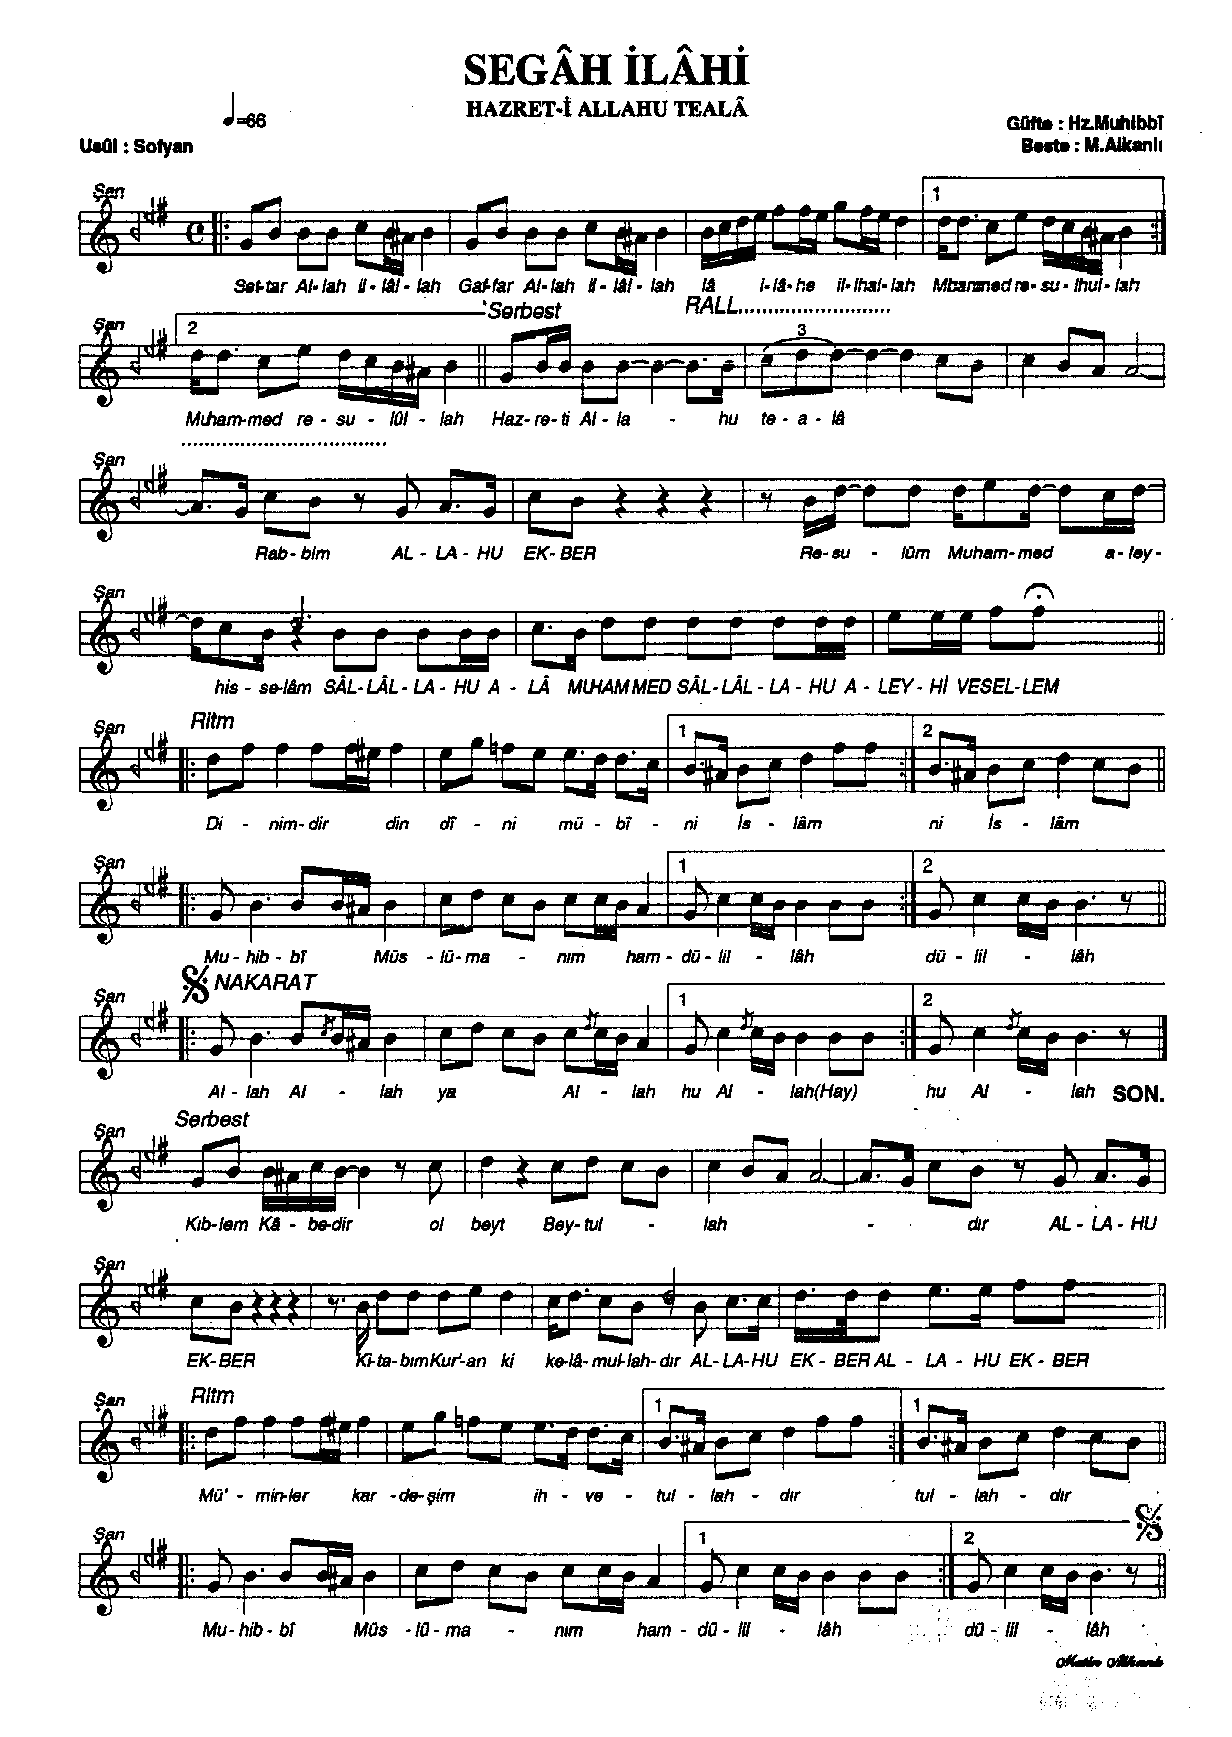 SEGÂH İLÂHİ
HAZRET-İ ALLAHU TEALÂ
♩=66
Güfte : Hz.Muhibbî
Usûl : Sofyan
Beste : M.Alkanlı
Şan
1
Set-tar Al-lah il-lâl-lah Gaf-far Al-lah il-lâl-lah lâ i-lâ-he il-lhal-lah Mhammed re-su-lhul-lah
2
Serbest
RALL..........................
Şan
3
Muham-med re - su - lûl - lah Haz-re-ti Al-la - hu te-a-lâ
Şan
Rab-bim AL-LA-HU EK-BER Re-su - lüm Muham-med a-ley-
Şan
his - se-lâm SÂL-LÂL-LA-HU A - LÂ MUHAMMED SÂL-LÂL-LA-HU A-LEY-Hİ VESEL-LEM
Ritm
Şan
1
2
Di - nim-dir din dî - ni mü - bî - ni İs - lâm ni İs - lâm
Şan
1
2
Mu-hib-bî Müs - lü-ma - nım ham-dü-lil - lâh dü - lil - lâh
NAKARAT
Şan
1
2
Al-lah Al - lah ya Al - lah hu Al - lah(Hay) hu Al - lah SON.
Serbest
Şan
Kıb-lem Kâ - be-dir ol beyt Bey-tul - lah - dır AL-LA-HU
Şan
EK-BER Ki-ta-bımKur'-an ki ke-lâ-mul-lah-dır AL-LA-HU EK-BER AL - LA - HU EK - BER
Ritm
Şan
1
1
Mü'-min-ler kar-de-şim ih - ve - tul - lah - dır tul - lah - dır
Şan
1
2
Mu-hib-bî Müs - lü-ma - nım ham-dü-lil - lâh dü-lil - lâh
Metin Alkanlı